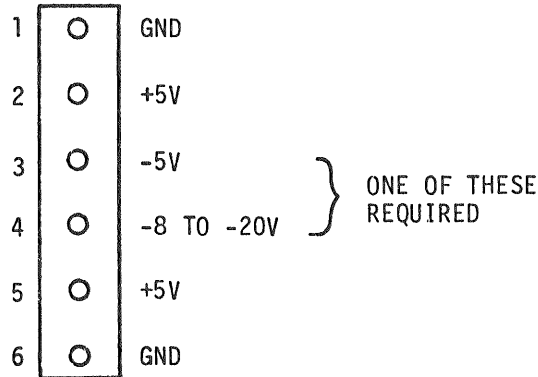 1 GND
2 +5V
3 -5V
4 -8 TO -20V
ONE OF THESE
REQUIRED
5 +5V
6 GND